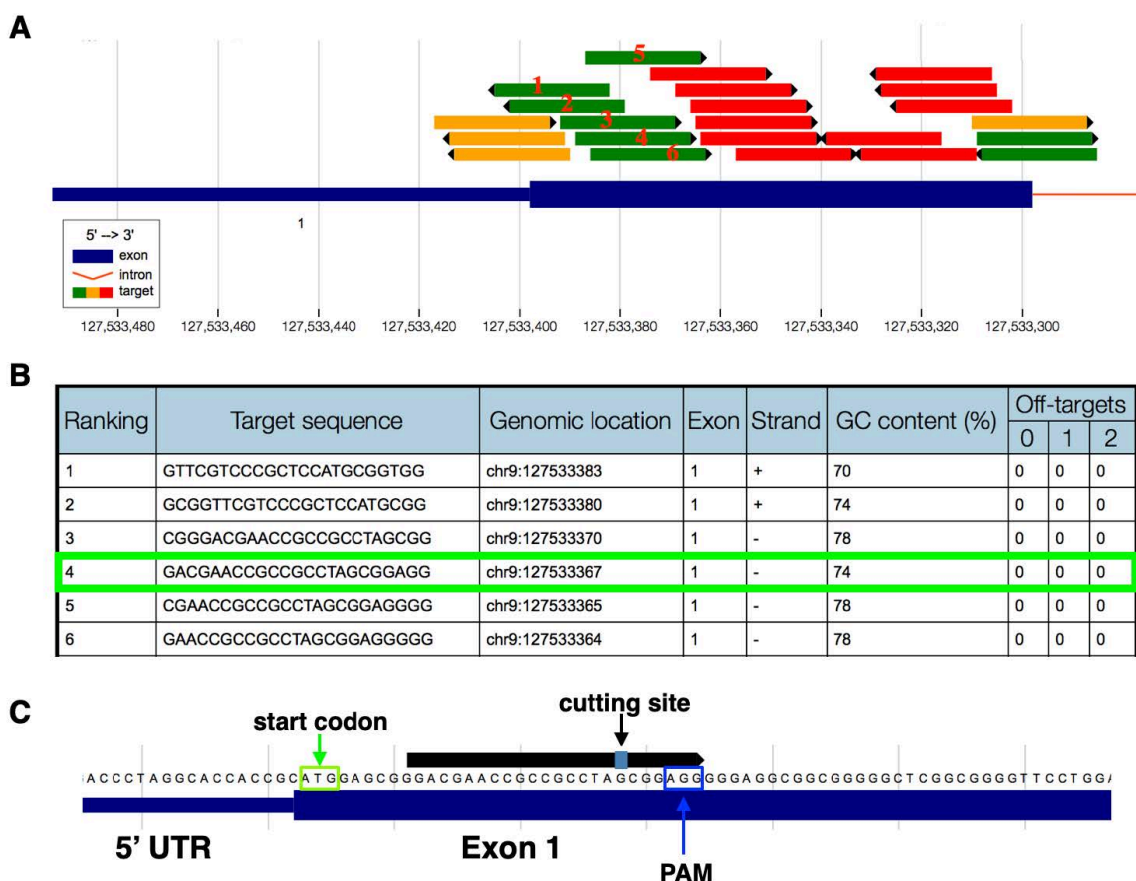 A
5
1
2
3
4
6
1
5' --> 3'
exon
intron
target
127,533,480 127,533,460 127,533,440 127,533,420 127,533,400 127,533,380 127,533,360 127,533,340 127,533,320 127,533,300
B
Ranking Target sequence Genomic location Exon Strand GC content (%) Off-targets
0 1 2
1 GTTCGTCCCGCTCCATGCGGTGG chr9:127533383 1 + 70 0 0 0
2 GCGGTTCGTCCCGCTCCATGCGG chr9:127533380 1 + 74 0 0 0
3 CGGGACGAACCGCCGCCTAGCGG chr9:127533370 1 - 78 0 0 0
4 GACGAACCGCCGCCTAGCGGAGG chr9:127533367 1 - 74 0 0 0
5 CGAACCGCCGCCTAGCGGAGGGG chr9:127533365 1 - 78 0 0 0
6 GAACCGCCGCCTAGCGGAGGGGG chr9:127533364 1 - 78 0 0 0
C
start codon
cutting site
ACCCTAGGCACCACCGCATGGAGCGGGACGAACCGCCGCCTAGCGGAGGGGGAGGCGGCGGGGGCTCGGCGGGGTTCCTGG
5' UTR
Exon 1
PAM